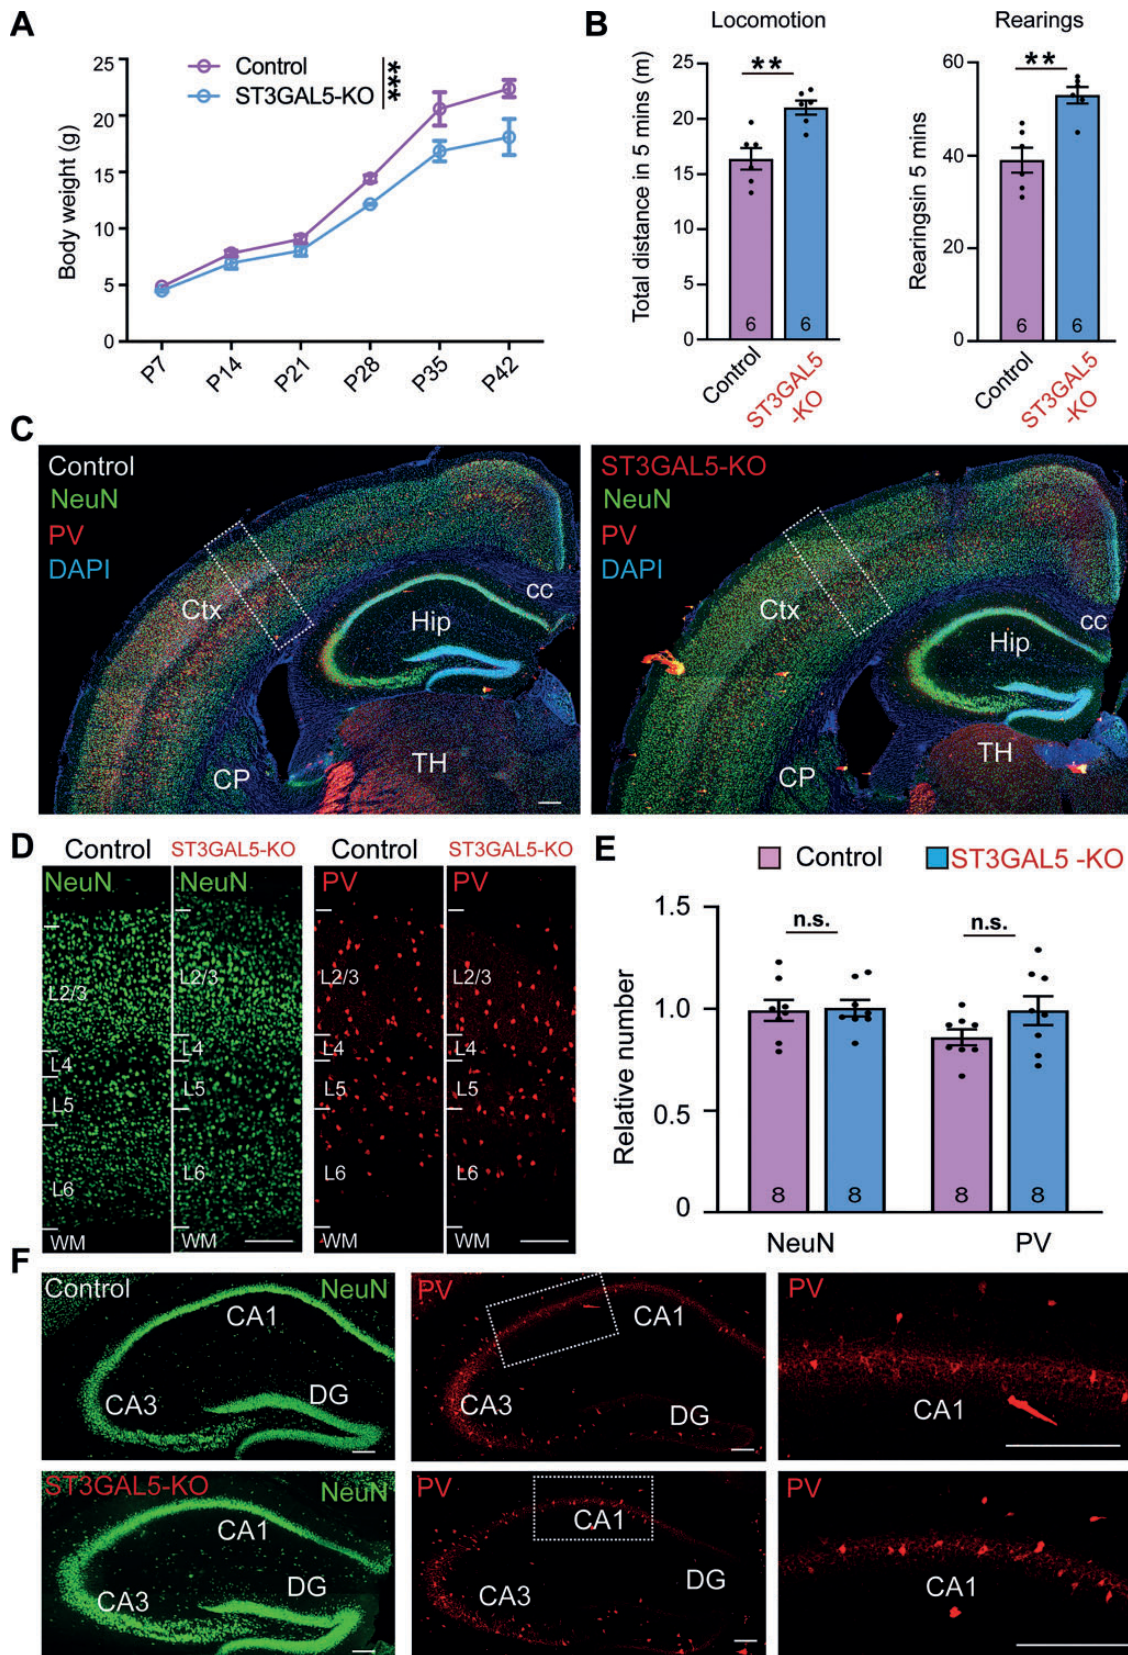 A
Control
ST3GAL5-KO
***
Body weight (g)
25
20
15
10
5
0
P7
P14
P21
P28
P35
P42
B
Locomotion
**
Total distance in 5 mins (m)
25
20
15
10
5
0
6
6
Control
ST3GAL5
-KO
Rearings
**
Rearingsin 5 mins
60
40
20
0
6
6
Control
ST3GAL5
-KO
C
Control
NeuN
PV
DAPI
Ctx
Hip
cc
CP
TH
ST3GAL5-KO
NeuN
PV
DAPI
Ctx
Hip
cc
CP
TH
D
Control
ST3GAL5-KO
NeuN
NeuN
L2/3
L2/3
L4
L4
L5
L5
L6
L6
WM
WM
Control
ST3GAL5-KO
PV
PV
L2/3
L2/3
L4
L4
L5
L5
L6
L6
WM
WM
E
Control
ST3GAL5 -KO
Relative number
1.5
1.0
0.5
0
n.s.
n.s.
8
8
8
8
NeuN
PV
F
Control
NeuN
CA1
CA3
DG
PV
CA1
CA3
DG
PV
CA1
ST3GAL5-KO
NeuN
CA1
CA3
DG
PV
CA1
CA3
DG
PV
CA1